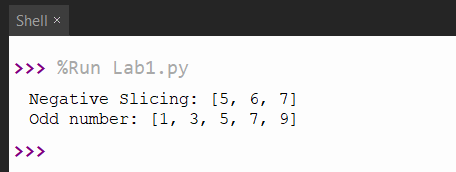 Shell ×
>>> %Run Lab1.py
Negative Slicing: [5, 6, 7]
Odd number: [1, 3, 5, 7, 9]
>>>